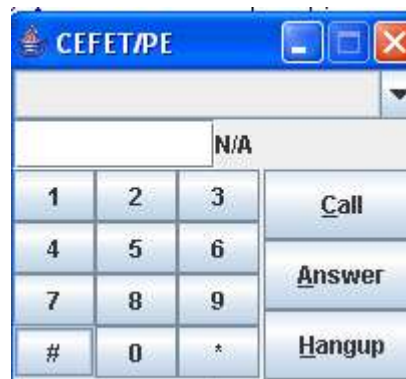 CEFET/PE
N/A
1 2 3 Call
4 5 6
Answer
7 8 9
# 0 * Hangup